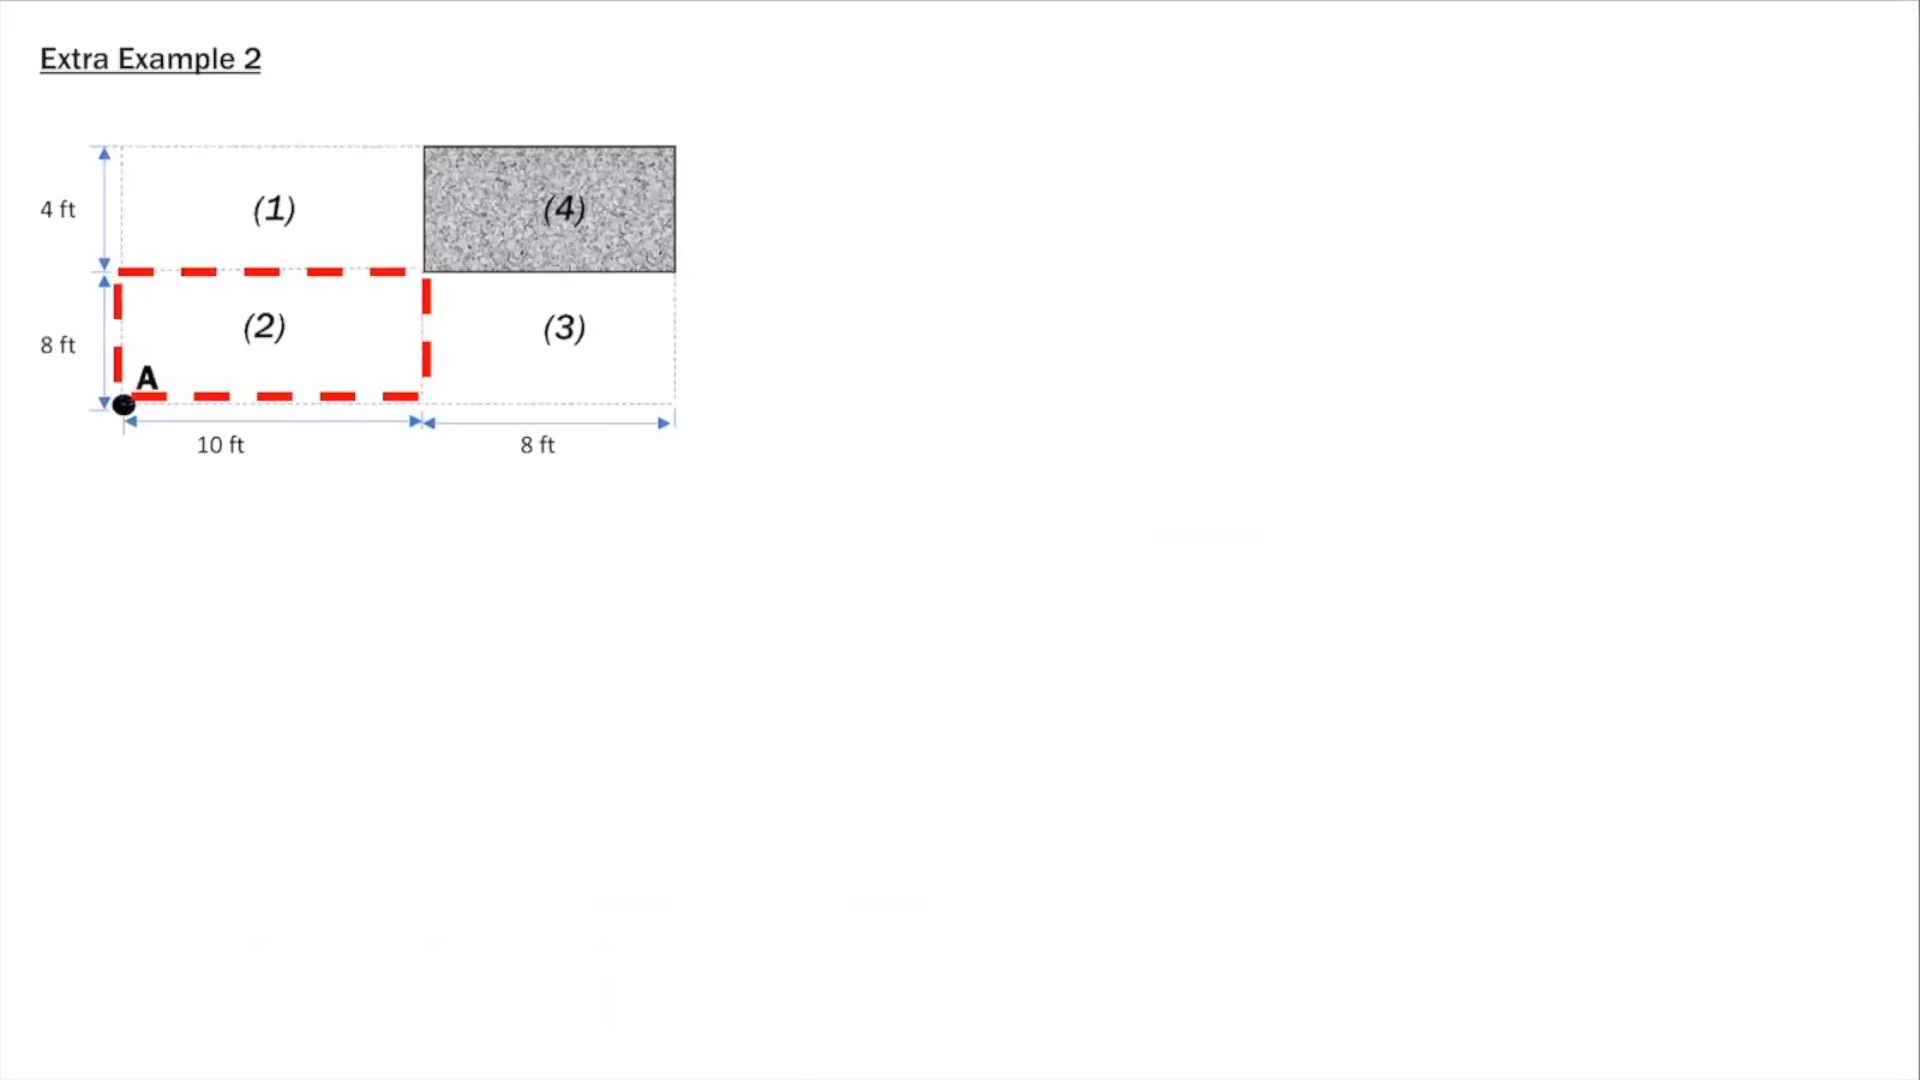 Extra Example 2
4 ft
(1)
(4)
8 ft
(2)
(3)
A
10 ft
8 ft